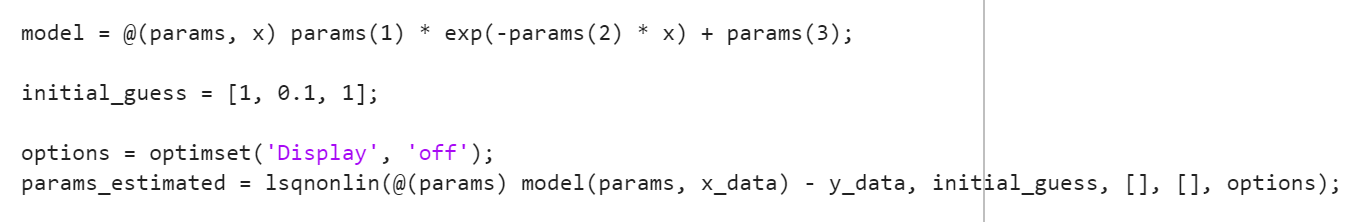 model = @(params, x) params(1) * exp(-params(2) * x) + params(3);
initial_guess = [1, 0.1, 1];
options = optimset('Display', 'off');
params_estimated = lsqnonlin(@(params) model(params, x_data) - y_data, initial_guess, [], [], options);